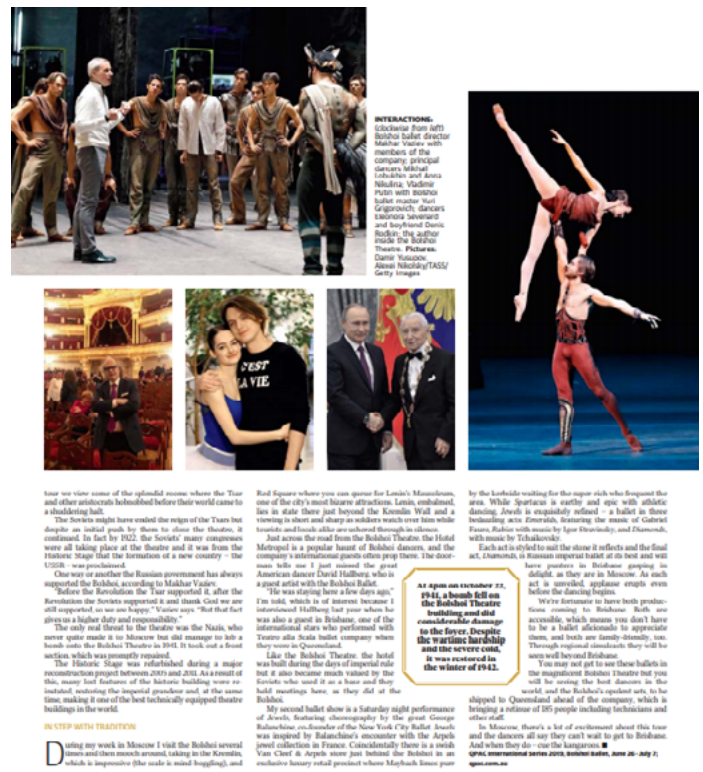 INTERACTIONS:
(clockwise from left)
Bolshoi ballet director
Makhar Vaziev with
members of the
company; principal
dancers Mikhail
Lobukhin and Anna
Nikulina; Vladimir
Putin with Bolshoi
ballet master Yuri
Grigorovich; dancers
Eleonora Sevenard
and boyfriend Denis
Rodkin; the author
inside the Bolshoi
Theatre. Pictures:
Damir Yusupov,
Alexei Nikolsky/TASS/
Getty Images
C'EST
LA VIE
tour we view some of the splendid rooms where the Tsar
and other aristocrats hobnobbed before their world came to
a shuddering halt.
The Soviets might have ended the reign of the Tsars but
despite an initial push by them to close the theatre, it
continued. In fact by 1922, the Soviets' many congresses
were all taking place at the theatre and it was from the
Historic Stage that the formation of a new country – the
USSR – was proclaimed.
One way or another the Russian government has always
supported the Bolshoi, according to Makhar Vaziev.
"Before the Revolution the Tsar supported it, after the
Revolution the Soviets supported it and thank God we are
still supported, so we are happy," Vaziev says. "But that fact
gives us a higher duty and responsibility."
The only real threat to the theatre was the Nazis, who
never quite made it to Moscow but did manage to lob a
bomb onto the Bolshoi Theatre in 1941. It took out a front
section, which was promptly repaired.
The Historic Stage was refurbished during a major
reconstruction project between 2005 and 2011. As a result of
this, many lost features of the historic building were re-
instated, restoring the imperial grandeur and, at the same
time, making it one of the best technically equipped theatre
buildings in the world.
IN STEP WITH TRADITION
During my week in Moscow I visit the Bolshoi several
times and then mooch around, taking in the Kremlin,
which is impressive (the scale is mind boggling), and
Red Square where you can queue for Lenin's Mausoleum,
one of the city's most bizarre attractions. Lenin, embalmed,
lies in state there just beyond the Kremlin Wall and a
viewing is short and sharp as soldiers watch over him while
tourists and locals alike are ushered through in silence.
Just across the road from the Bolshoi Theatre, the Hotel
Metropol is a popular haunt of Bolshoi dancers, and the
company's international guests often prop there. The door-
man tells me I just missed the great
American dancer David Hallberg, who is
a guest artist with the Bolshoi Ballet.
"He was staying here a few days ago,"
I'm told, which is of interest because I
interviewed Hallberg last year when he
was also a guest in Brisbane, one of the
international stars who performed with
Teatro alla Scala ballet company when
they were in Queensland.
Like the Bolshoi Theatre, the hotel
was built during the days of imperial rule
but it also became much valued by the
Soviets who used it as a base and they
held meetings here, as they did at the
Bolshoi.
My second ballet show is a Saturday night performance
of Jewels, featuring choreography by the great George
Balanchine, co-founder of the New York City Ballet. Jewels
was inspired by Balanchine's encounter with the Arpels
jewel collection in France. Coincidentally there is a swish
Van Cleef & Arpels store just behind the Bolshoi in an
exclusive luxury retail precinct where Maybach limos purr
At 4pm on October 22,
1941, a bomb fell on
the Bolshoi Theatre
building and did
considerable damage
to the foyer. Despite
the wartime hardship
and the severe cold,
it was restored in
the winter of 1942.
by the kerbside waiting for the super rich who frequent the
area. While Spartacus is earthy and epic with athletic
dancing, Jewels is exquisitely refined – a ballet in three
bedazzling acts: Emeralds, featuring the music of Gabriel
Faure, Rubies with music by Igor Stravinsky, and Diamonds,
with music by Tchaikovsky.
Each act is styled to suit the stone it reflects and the final
act, Diamonds, is Russian imperial ballet at its best and will
have punters in Brisbane gasping in
delight, as they are in Moscow. As each
act is unveiled, applause erupts even
before the dancing begins.
We're fortunate to have both produc-
tions coming to Brisbane. Both are
accessible, which means you don't have
to be a ballet aficionado to appreciate
them, and both are family-friendly, too.
Through regional simulcasts they will be
seen well beyond Brisbane.
You may not get to see these ballets in
the magnificent Bolshoi Theatre but you
will be seeing the best dancers in the
world, and the Bolshoi's opulent sets, to be
shipped to Queensland ahead of the company, which is
bringing a retinue of 185 people including technicians and
other staff.
In Moscow, there's a lot of excitement about this tour
and the dancers all say they can't wait to get to Brisbane.
And when they do – cue the kangaroos. ■
QPAC International Series 2019, Bolshoi Ballet, June 26 - July 7;
qpac.com.au